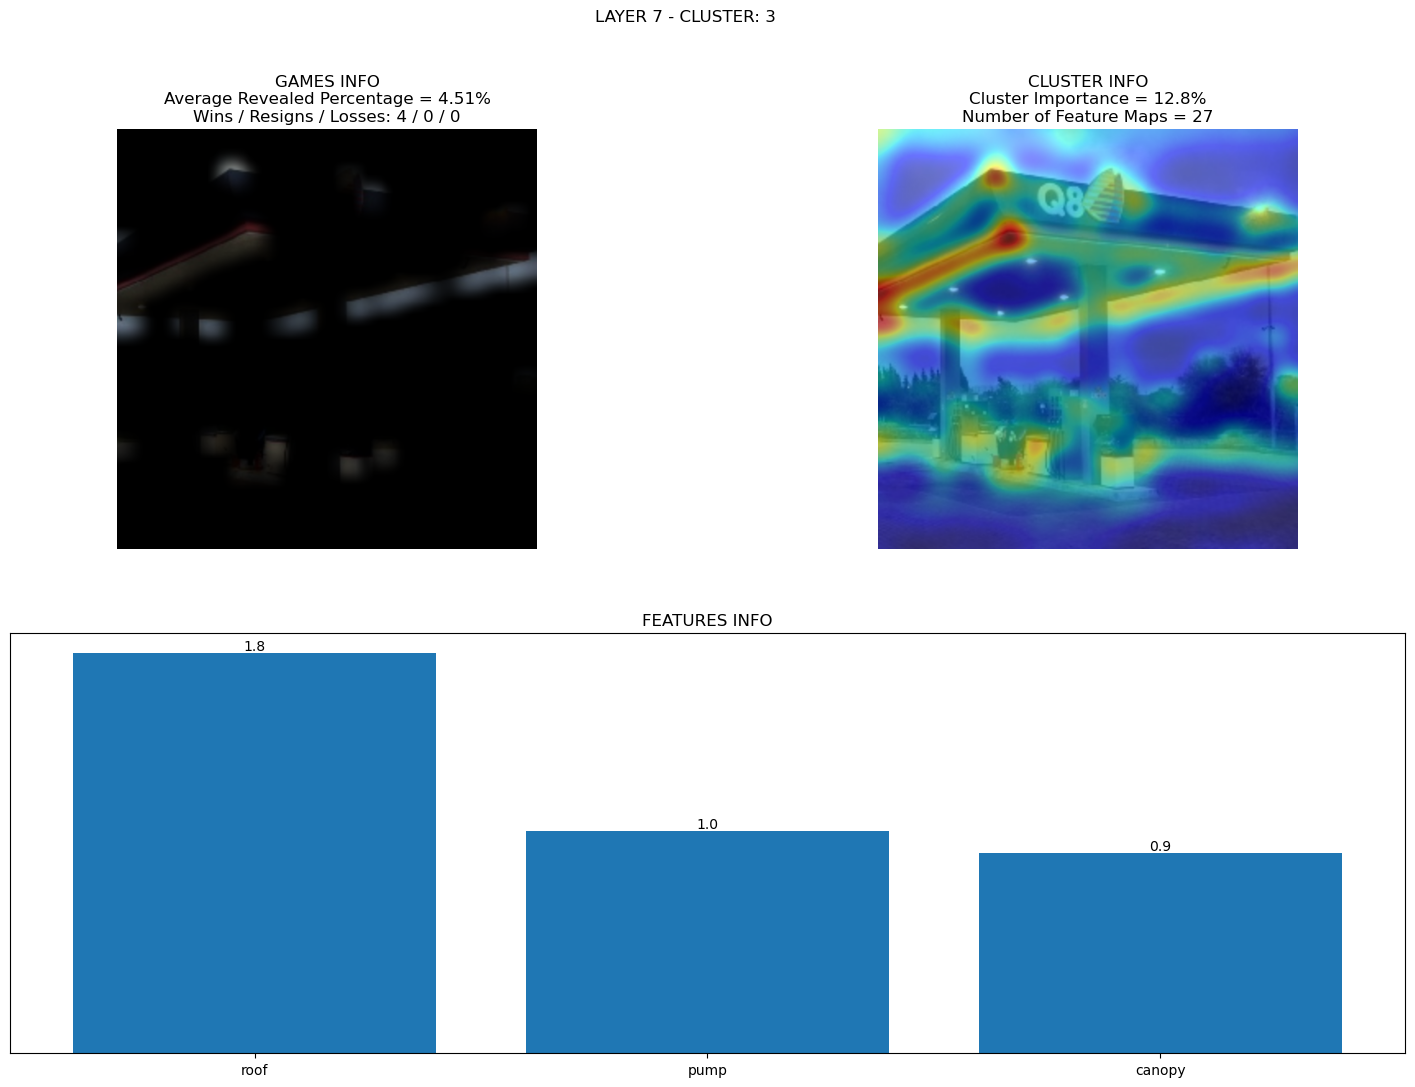 LAYER 7 - CLUSTER: 3
GAMES INFO
Average Revealed Percentage = 4.51%
Wins / Resigns / Losses: 4 / 0 / 0
CLUSTER INFO
Cluster Importance = 12.8%
Number of Feature Maps = 27
Q8
FEATURES INFO
1.8
1.0
0.9
roof
pump
canopy